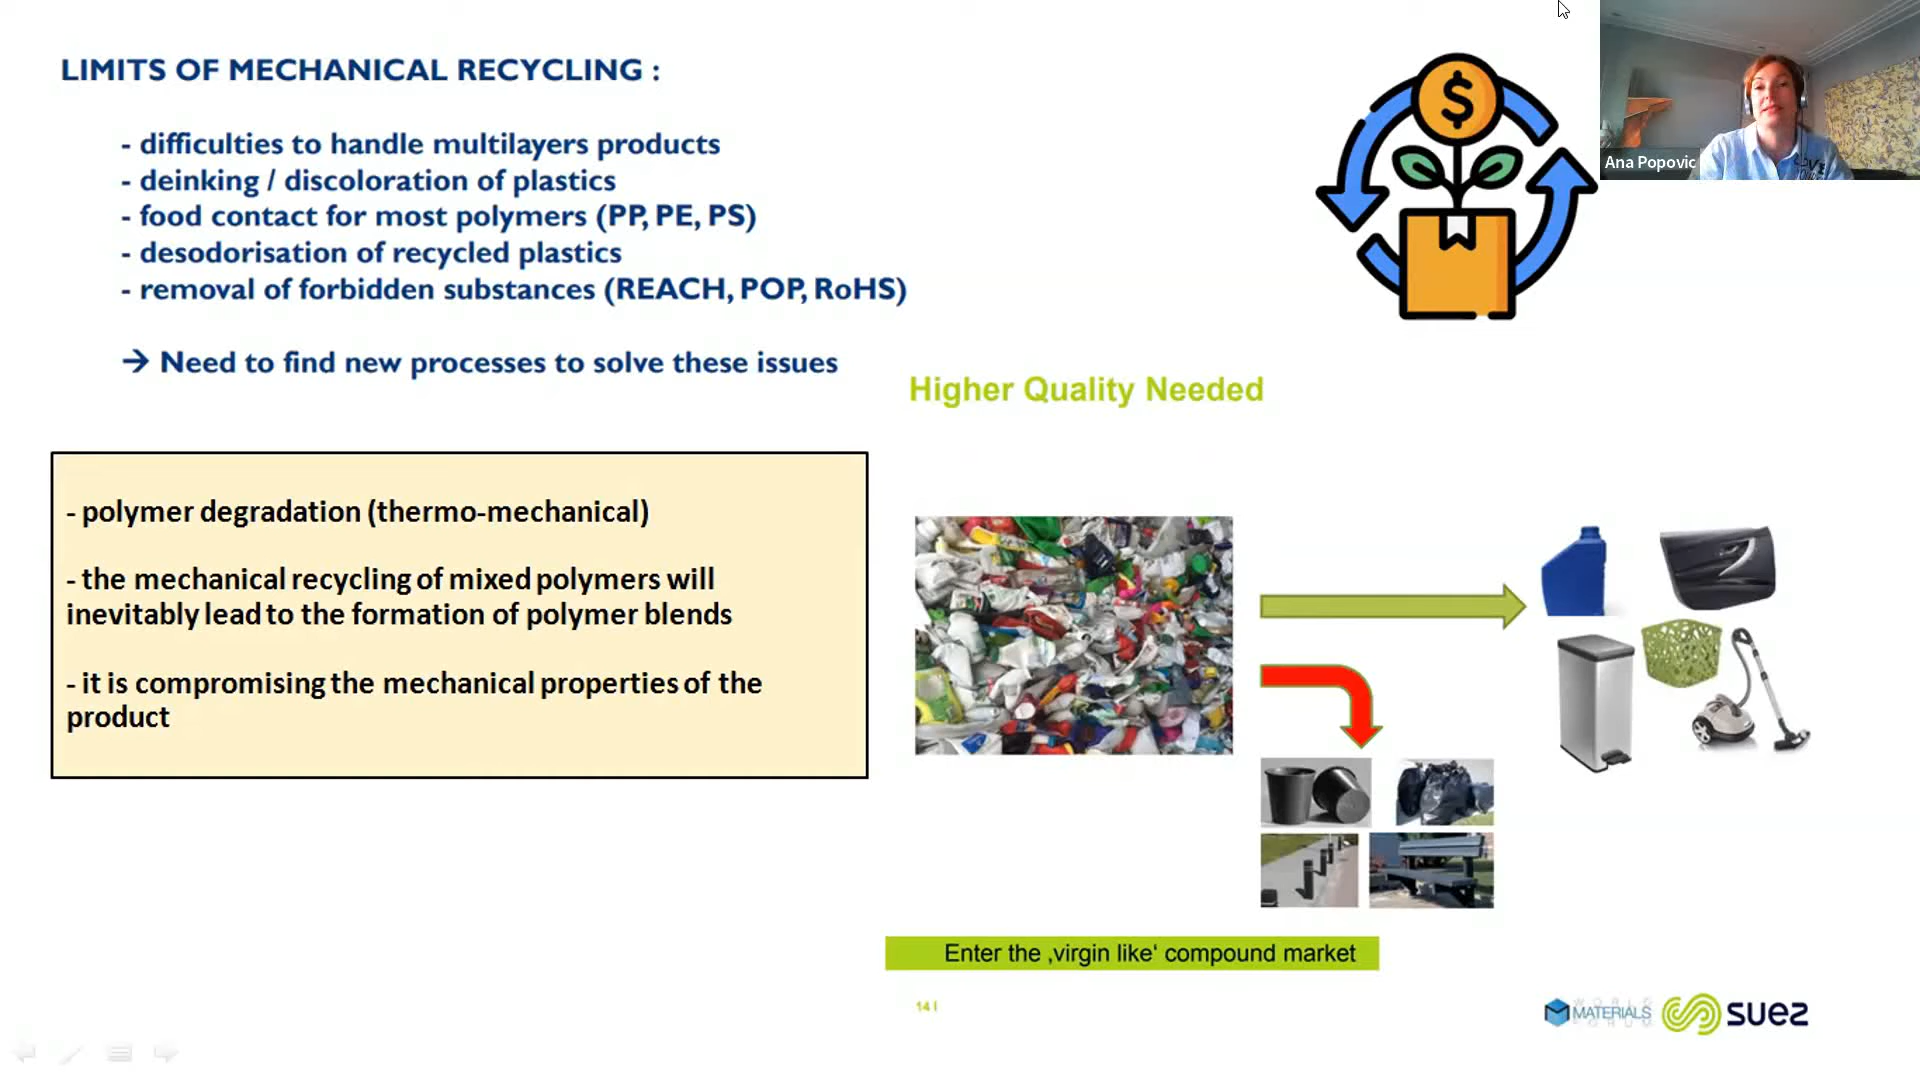 LIMITS OF MECHANICAL RECYCLING :
- difficulties to handle multilayers products
- deinking / discoloration of plastics
- food contact for most polymers (PP, PE, PS)
- desodorisation of recycled plastics
- removal of forbidden substances (REACH, POP, RoHS)
→ Need to find new processes to solve these issues
$
Ana Popovic
Higher Quality Needed
- polymer degradation (thermo-mechanical)
- the mechanical recycling of mixed polymers will
inevitably lead to the formation of polymer blends
- it is compromising the mechanical properties of the
product
Enter the ‚virgin like‘ compound market
14 I
WORLD
MATERIALS
FORUM
suez